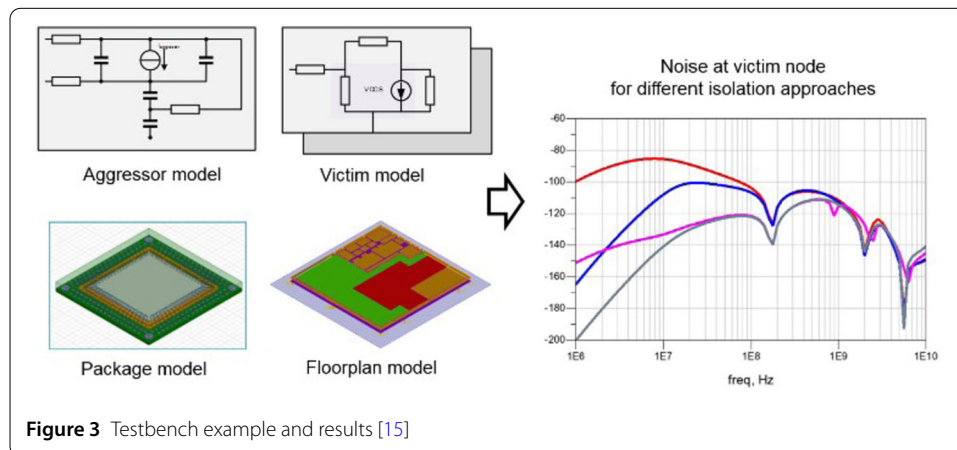 Aggressor model
VCCS
Victim model
Package model
Floorplan model
Noise at victim node
for different isolation approaches
-60
-80
-100
-120
-140
-160
-180
-200
1E6
1E7
1E8
1E9
1E10
freq, Hz
Figure 3 Testbench example and results [15]